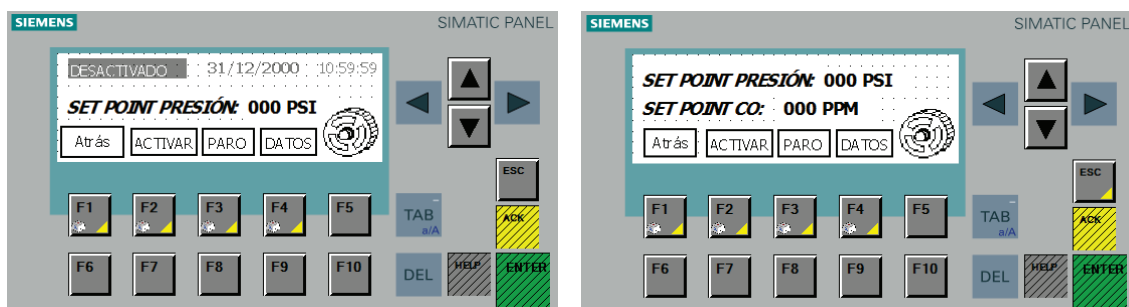 SIEMENS SIMATIC PANEL
DESACTIVADO 31/12/2000 10:59:59
SET POINT PRESIÓN: 000 PSI
Atrás ACTIVAR PARO DATOS
ESC
F1 F2 F3 F4 F5 TAB a/A ACK
F6 F7 F8 F9 F10 DEL HELP ENTER
SIEMENS SIMATIC PANEL
SET POINT PRESIÓN: 000 PSI
SET POINT CO: 000 PPM
Atrás ACTIVAR PARO DATOS
ESC
F1 F2 F3 F4 F5 TAB a/A ACK
F6 F7 F8 F9 F10 DEL HELP ENTER